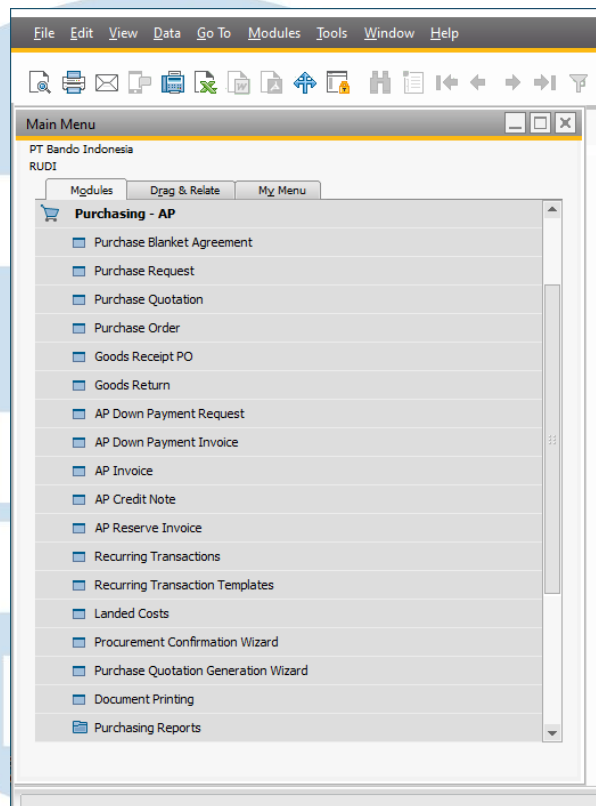 File Edit View Data Go To Modules Tools Window Help
Main Menu
PT Bando Indonesia
RUDI
Modules Drag & Relate My Menu
Purchasing - AP
Purchase Blanket Agreement
Purchase Request
Purchase Quotation
Purchase Order
Goods Receipt PO
Goods Return
AP Down Payment Request
AP Down Payment Invoice
AP Invoice
AP Credit Note
AP Reserve Invoice
Recurring Transactions
Recurring Transaction Templates
Landed Costs
Procurement Confirmation Wizard
Purchase Quotation Generation Wizard
Document Printing
Purchasing Reports